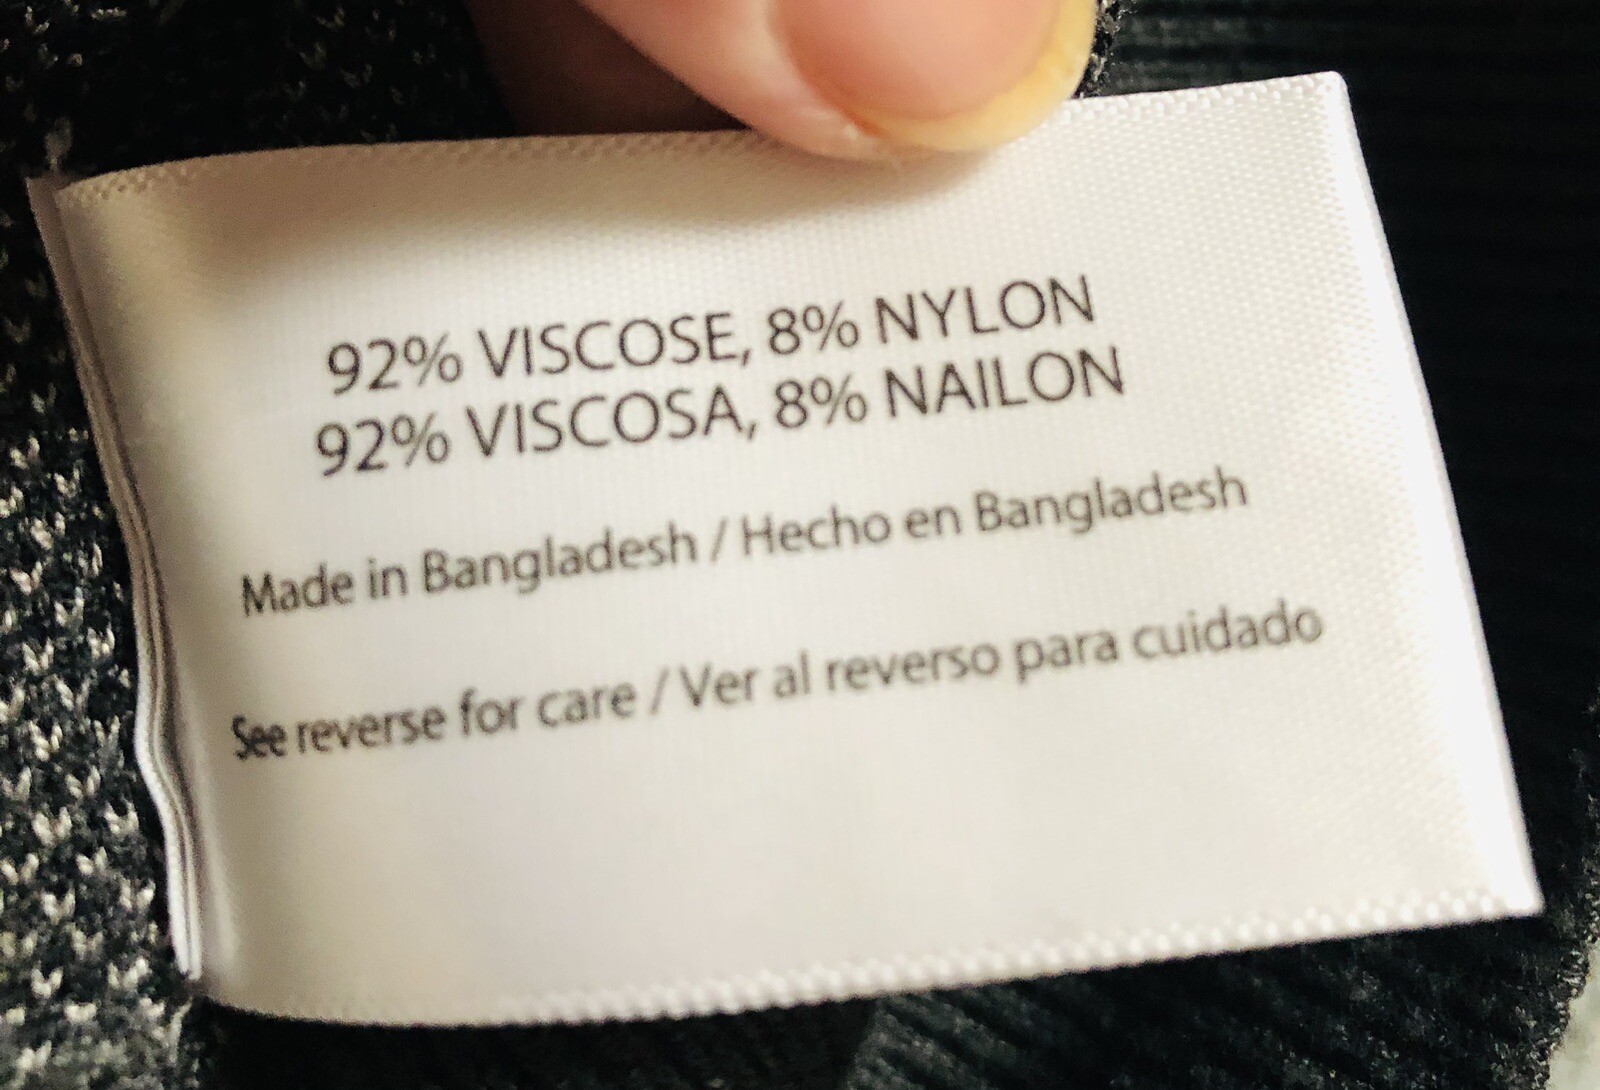 92% VISCOSE, 8% NYLON
92% VISCOSA, 8% NAILON
Made in Bangladesh / Hecho en Bangladesh
See reverse for care / Ver al reverso para cuidado